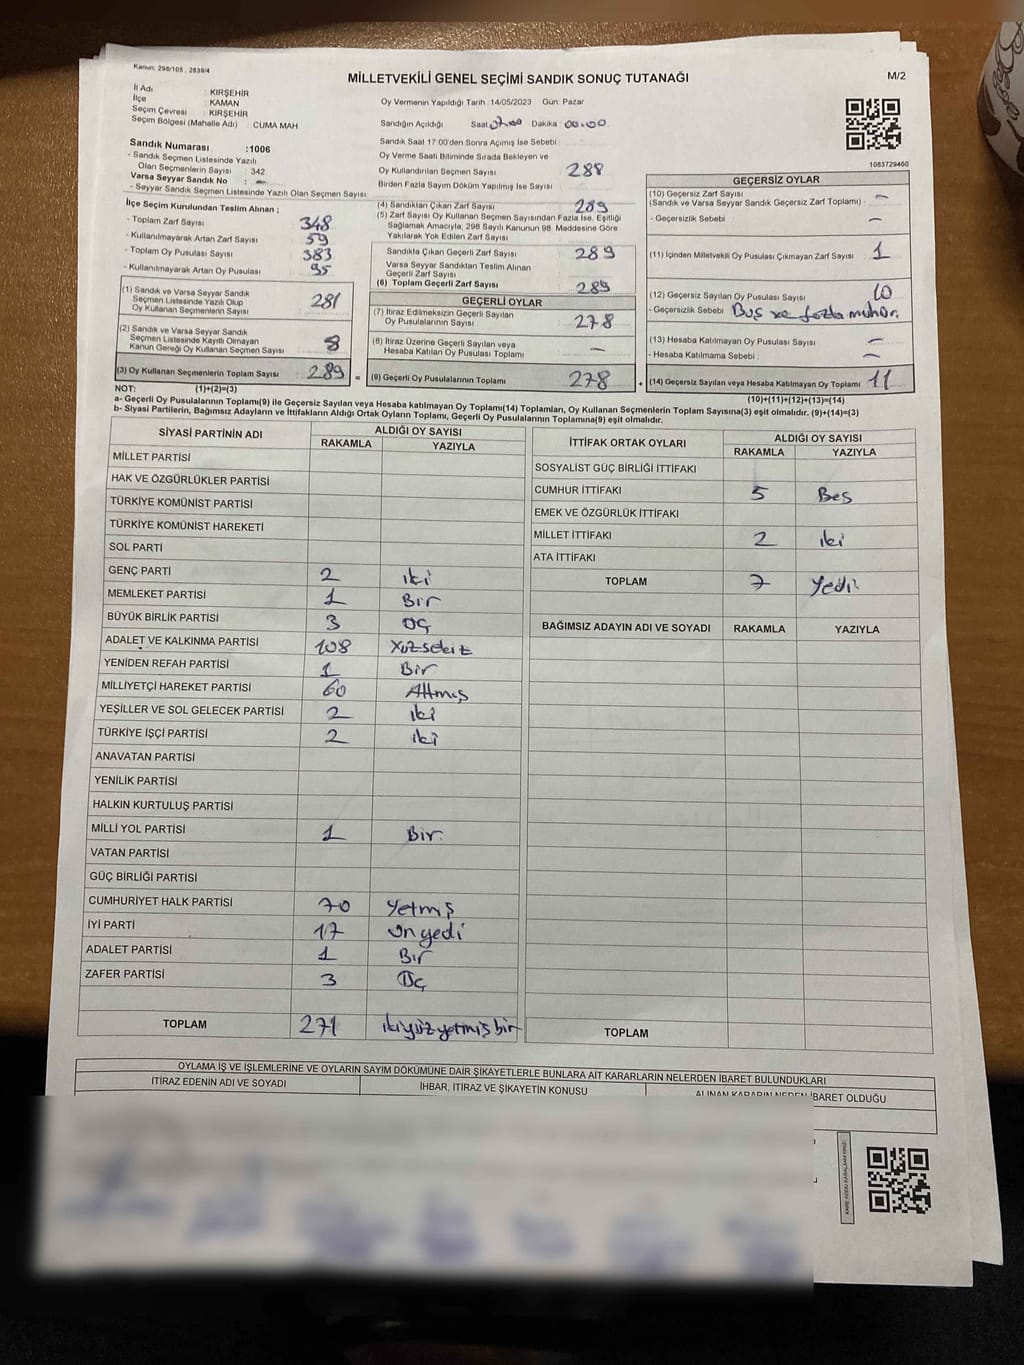 Kanun: 298/105 , 2839/4
MİLLETVEKİLİ GENEL SEÇİMİ SANDIK SONUÇ TUTANAĞI
M/2
İl Adı : KIRŞEHİR
İlçe : KAMAN
Seçim Çevresi : KIRŞEHİR
Seçim Bölgesi (Mahalle Adı) : CUMA MAH
Sandık Numarası :1006
- Sandık Seçmen Listesinde Yazılı
Olan Seçmenlerin Sayısı : 342
Varsa Seyyar Sandık No : -
- Seyyar Sandık Seçmen Listesinde Yazılı Olan Seçmen Sayısı
Oy Vermenin Yapıldığı Tarih :14/05/2023 Gün: Pazar
Sandığın Açıldığı Saat Dakika : 00.00
Sandık Saat 17:00'den Sonra Açılmış İse Sebebi :
Oy Verme Saati Bitiminde Sırada Bekleyen ve
Oy Kullandırılan Seçmen Sayısı 288
Birden Fazla Sayım Döküm Yapılmış İse Sayısı
1083729460
İlçe Seçim Kurulundan Teslim Alınan ;
- Toplam Zarf Sayısı 348
- Kullanılmayarak Artan Zarf Sayısı 59
- Toplam Oy Pusulası Sayısı 383
- Kullanılmayarak Artan Oy Pusulası 95
(1) Sandık ve Varsa Seyyar Sandık
Seçmen Listesinde Yazılı Olup
Oy Kullanan Seçmenlerin Sayısı 281
(2) Sandık ve Varsa Seyyar Sandık
Seçmen Listesinde Kayıtlı Olmayan
Kanun Gereği Oy Kullanan Seçmen Sayısı 8
(3) Oy Kullanan Seçmenlerin Toplam Sayısı 289 =
(4) Sandıktan Çıkan Zarf Sayısı 289
(5) Zarf Sayısı Oy Kullanan Seçmen Sayısından Fazla İse, Eşitliği
Sağlamak Amacıyla, 298 Sayılı Kanunun 98. Maddesine Göre
Yakılarak Yok Edilen Zarf Sayısı
Sandıkta Çıkan Geçerli Zarf Sayısı 289
Varsa Seyyar Sandıktan Teslim Alınan
Geçerli Zarf Sayısı
(6) Toplam Geçerli Zarf Sayısı 289
GEÇERLİ OYLAR
(7) İtiraz Edilmeksizin Geçerli Sayılan
Oy Pusulalarının Sayısı 278
(8) İtiraz Üzerine Geçerli Sayılan veya
Hesaba Katılan Oy Pusulası Toplamı -
(9) Geçerli Oy Pusulalarının Toplamı 278 +
GEÇERSİZ OYLAR
(10) Geçersiz Zarf Sayısı
(Sandık ve Varsa Seyyar Sandık Geçersiz Zarf Toplamı) : -
- Geçersizlik Sebebi : -
(11) İçinden Milletvekili Oy Pusulası Çıkmayan Zarf Sayısı 1
(12) Geçersiz Sayılan Oy Pusulası Sayısı 10
- Geçersizlik Sebebi : Boş ve fazla mühür.
(13) Hesaba Katılmayan Oy Pusulası Sayısı : -
- Hesaba Katılmama Sebebi : -
(14) Geçersiz Sayılan veya Hesaba Katılmayan Oy Toplamı 11
NOT: (1)+(2)=(3)
(10)+(11)+(12)+(13)=(14)
a- Geçerli Oy Pusulalarının Toplamı(9) ile Geçersiz Sayılan veya Hesaba katılmayan Oy Toplamı(14) Toplamları, Oy Kullanan Seçmenlerin Toplam Sayısına(3) eşit olmalıdır. (9)+(14)=(3)
b- Siyasi Partilerin, Bağımsız Adayların ve İttifakların Aldığı Ortak Oyların Toplamı, Geçerli Oy Pusulalarının Toplamına(9) eşit olmalıdır.
SİYASİ PARTİNİN ADI ALDIĞI OY SAYISI
RAKAMLA YAZIYLA
MİLLET PARTİSİ
HAK VE ÖZGÜRLÜKLER PARTİSİ
TÜRKİYE KOMÜNİST PARTİSİ
TÜRKİYE KOMÜNİST HAREKETİ
SOL PARTİ
GENÇ PARTİ 2 iki
MEMLEKET PARTİSİ 1 Bir
BÜYÜK BİRLİK PARTİSİ 3 Üç
ADALET VE KALKINMA PARTİSİ 108 Yüzsekiz
YENİDEN REFAH PARTİSİ 1 Bir
MİLLİYETÇİ HAREKET PARTİSİ 60 Altmış
YEŞİLLER VE SOL GELECEK PARTİSİ 2 iki
TÜRKİYE İŞÇİ PARTİSİ 2 iki
ANAVATAN PARTİSİ
YENİLİK PARTİSİ
HALKIN KURTULUŞ PARTİSİ
MİLLİ YOL PARTİSİ 1 Bir.
VATAN PARTİSİ
GÜÇ BİRLİĞİ PARTİSİ
CUMHURİYET HALK PARTİSİ 70 Yetmiş
İYİ PARTİ 17 onyedi
ADALET PARTİSİ 1 Bir
ZAFER PARTİSİ 3 Üç
TOPLAM 271 ikiyüzyetmişbir
İTTİFAK ORTAK OYLARI ALDIĞI OY SAYISI
RAKAMLA YAZIYLA
SOSYALİST GÜÇ BİRLİĞİ İTTİFAKI
CUMHUR İTTİFAKI 5 Beş
EMEK VE ÖZGÜRLÜK İTTİFAKI
MİLLET İTTİFAKI 2 iki
ATA İTTİFAKI
TOPLAM 7 Yedi
BAĞIMSIZ ADAYIN ADI VE SOYADI RAKAMLA YAZIYLA
TOPLAM
OYLAMA İŞ VE İŞLEMLERİNE VE OYLARIN SAYIM DÖKÜMÜNE DAİR ŞİKAYETLERLE BUNLARA AİT KARARLARIN NELERDEN İBARET BULUNDUKLARI
İTİRAZ EDENİN ADI VE SOYADI İHBAR, İTİRAZ VE ŞİKAYETİN KONUSU ALINAN KARARIN NEDEN İBARET OLDUĞU